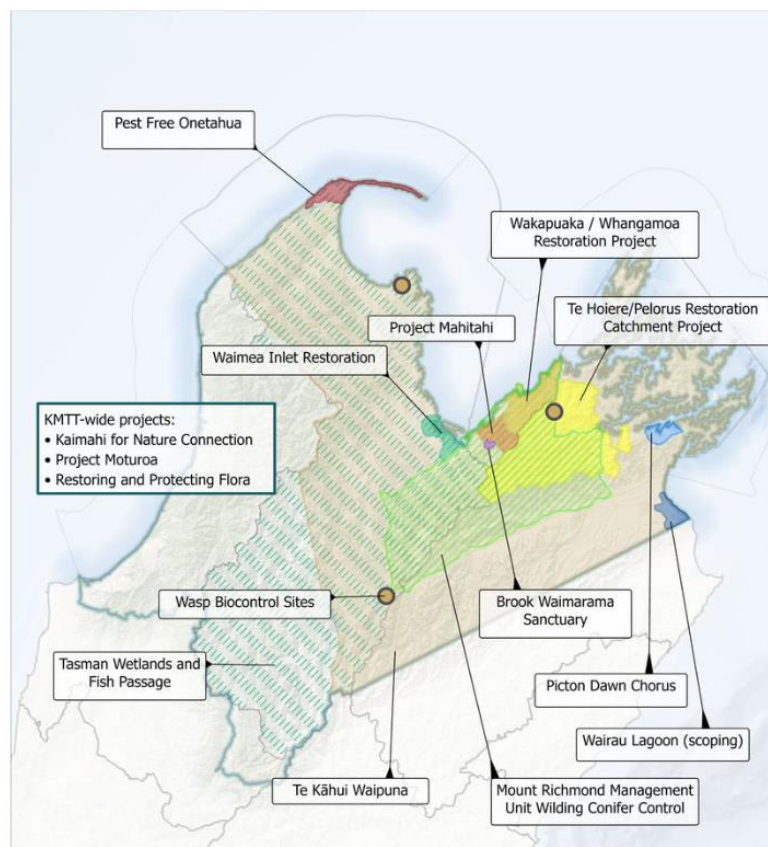 Pest Free Onetahua
Wakapuaka / Whangamoa
Restoration Project
Te Hoiere/Pelorus Restoration
Catchment Project
Project Mahitahi
Waimea Inlet Restoration
KMTT-wide projects:
• Kaimahi for Nature Connection
• Project Moturoa
• Restoring and Protecting Flora
Wasp Biocontrol Sites
Brook Waimarama
Sanctuary
Tasman Wetlands and
Fish Passage
Picton Dawn Chorus
Wairau Lagoon (scoping)
Te Kāhui Waipuna
Mount Richmond Management
Unit Wilding Conifer Control